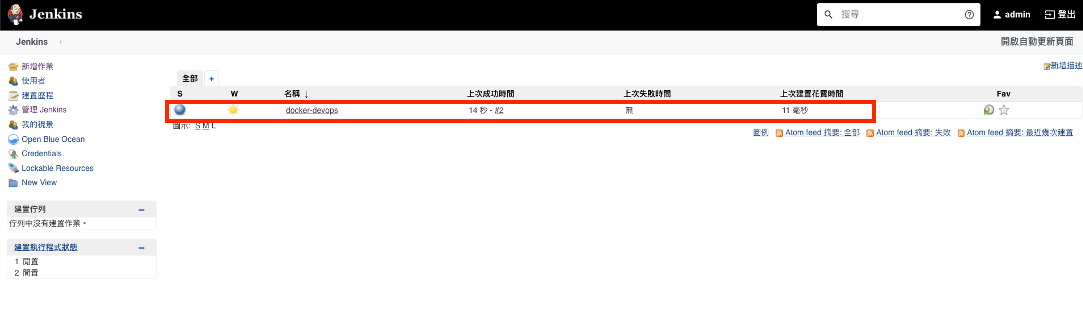 Jenkins
搜尋
admin
登出
Jenkins
開啟自動更新頁面
新增作業
使用者
建置歷程
管理 Jenkins
我的視景
Open Blue Ocean
Credentials
Lockable Resources
New View
建置佇列
佇列中沒有建置作業。
建置執行程式狀態
1 閒置
2 閒置
新增描述
全部 +
S W 名稱 ↓ 上次成功時間 上次失敗時間 上次建置花費時間 Fav
docker-devops 14 秒 - #2 無 11 毫秒
圖示: S M L
圖例 Atom feed 摘要: 全部 Atom feed 摘要: 失敗 Atom feed 摘要: 最近幾次建置